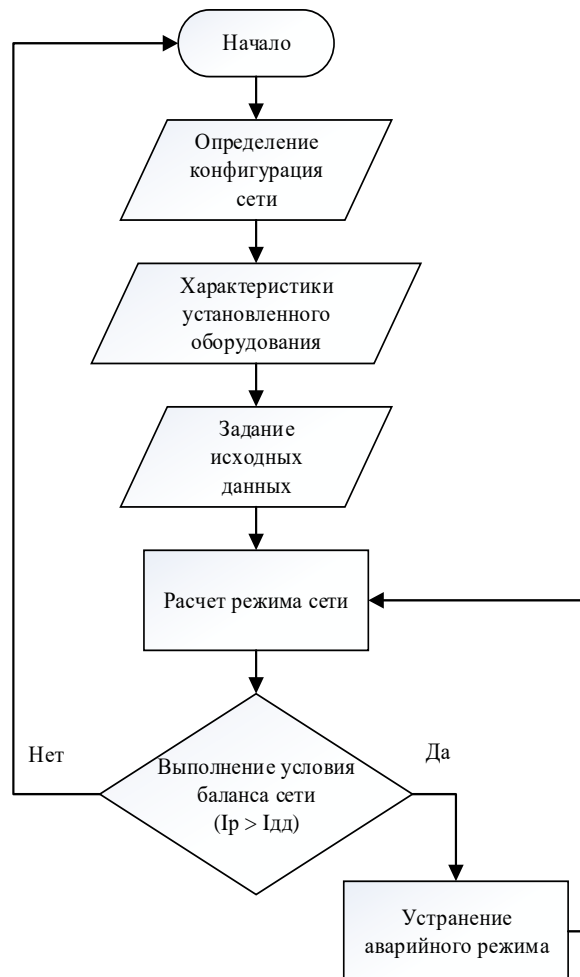 Начало
Определение
конфигурация
сети
Характеристики
установленного
оборудования
Задание
исходных
данных
Расчет режима сети
Нет
Да
Выполнение условия
баланса сети
(Iр > Iдд)
Устранение
аварийного режима